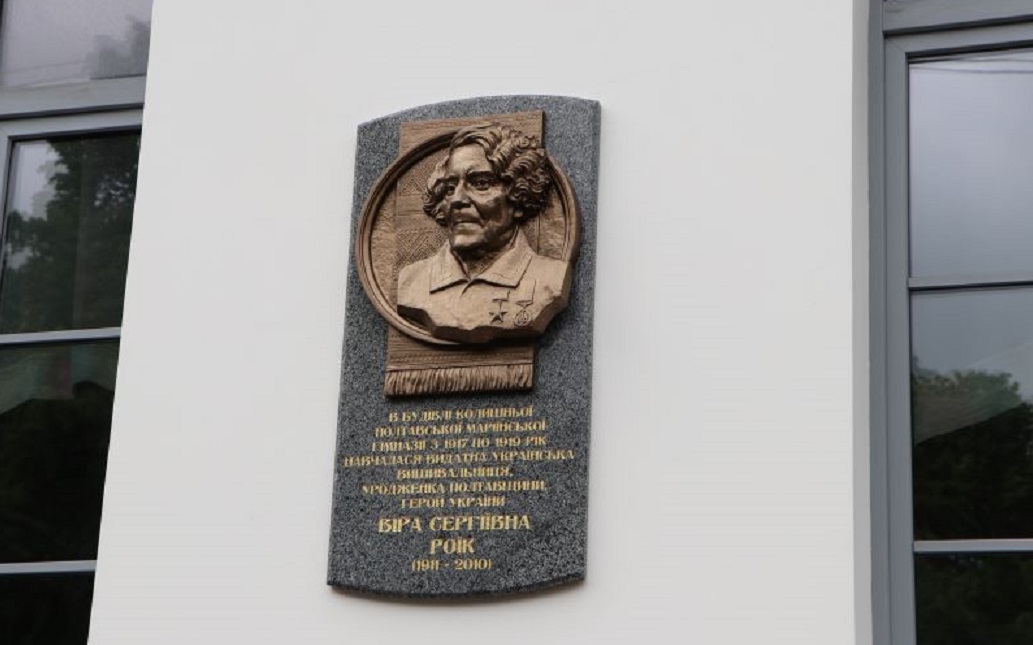 В БУДІВЛІ КОЛИШНЬОЇ
ПОЛТАВСЬКОЇ МАРІЇНСЬКОЇ
ГІМНАЗІЇ З 1917 ПО 1919 РІК
НАВЧАЛАСЯ ВИДАТНА УКРАЇНСЬКА
ВИШИВАЛЬНИЦЯ,
УРОДЖЕНКА ПОЛТАВЩИНИ,
ГЕРОЙ УКРАЇНИ
ВІРА СЕРГІЇВНА
РОЇК
(1911 - 2010)